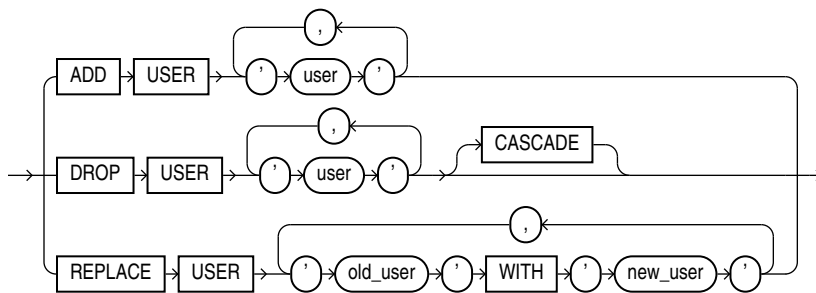 ,
ADD USER ' user '
,
CASCADE
DROP USER ' user '
,
REPLACE USER ' old_user ' WITH ' new_user '